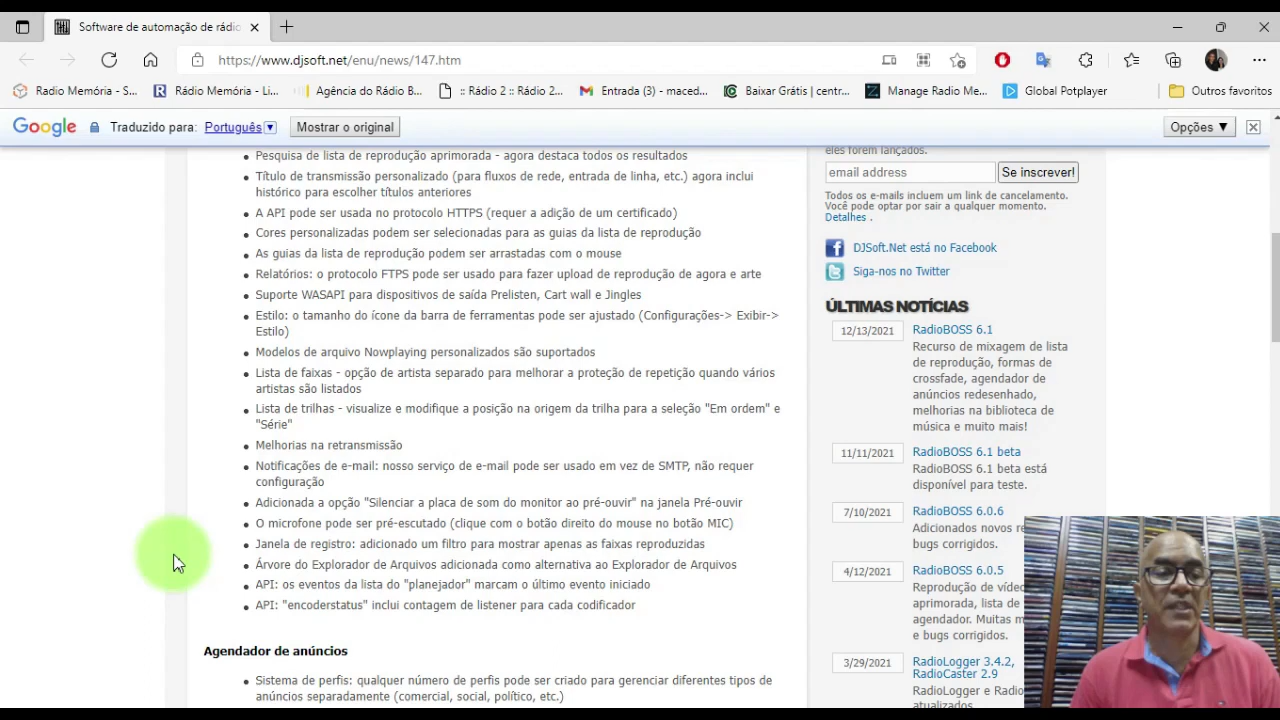 Software de automação de rádio
https://www.djsoft.net/enu/news/147.htm
Radio Memória - S...
Rádio Memória - Li...
Agência do Rádio B...
:: Rádio 2 :: Rádio 2...
Entrada (3) - maced...
Baixar Grátis | centr...
Manage Radio Me...
Global Potplayer
Outros favoritos
Google
Traduzido para: Português
Mostrar o original
Opções ▼
Pesquisa de lista de reprodução aprimorada - agora destaca todos os resultados
Título de transmissão personalizado (para fluxos de rede, entrada de linha, etc.) agora inclui
histórico para escolher títulos anteriores
A API pode ser usada no protocolo HTTPS (requer a adição de um certificado)
Cores personalizadas podem ser selecionadas para as guias da lista de reprodução
As guias da lista de reprodução podem ser arrastadas com o mouse
Relatórios: o protocolo FTPS pode ser usado para fazer upload de reprodução de agora e arte
Suporte WASAPI para dispositivos de saída Prelisten, Cart wall e Jingles
Estilo: o tamanho do ícone da barra de ferramentas pode ser ajustado (Configurações-> Exibir->
Estilo)
Modelos de arquivo Nowplaying personalizados são suportados
Lista de faixas - opção de artista separado para melhorar a proteção de repetição quando vários
artistas são listados
Lista de trilhas - visualize e modifique a posição na origem da trilha para a seleção "Em ordem" e
"Série"
Melhorias na retransmissão
Notificações de e-mail: nosso serviço de e-mail pode ser usado em vez de SMTP, não requer
configuração
Adicionada a opção "Silenciar a placa de som do monitor ao pré-ouvir" na janela Pré-ouvir
O microfone pode ser pré-escutado (clique com o botão direito do mouse no botão MIC)
Janela de registro: adicionado um filtro para mostrar apenas as faixas reproduzidas
Árvore do Explorador de Arquivos adicionada como alternativa ao Explorador de Arquivos
API: os eventos da lista do "planejador" marcam o último evento iniciado
API: "encoderstatus" inclui contagem de listener para cada codificador
Agendador de anúncios
Sistema de perfis: qualquer número de perfis pode ser criado para gerenciar diferentes tipos de
anúncios separadamente (comercial, social, político, etc.)
eles foram lançados.
email address
Se inscrever!
Todos os e-mails incluem um link de cancelamento.
Você pode optar por sair a qualquer momento.
Detalhes .
DJSoft.Net está no Facebook
Siga-nos no Twitter
ÚLTIMAS NOTÍCIAS
12/13/2021
RadioBOSS 6.1
Recurso de mixagem de lista
de reprodução, formas de
crossfade, agendador de
anúncios redesenhado,
melhorias na biblioteca de
música e muito mais!
11/11/2021
RadioBOSS 6.1 beta
RadioBOSS 6.1 beta está
disponível para teste.
7/10/2021
RadioBOSS 6.0.6
Adicionados novos re
bugs corrigidos.
4/12/2021
RadioBOSS 6.0.5
Reprodução de víde
aprimorada, lista de
agendador. Muitas m
e bugs corrigidos.
3/29/2021
RadioLogger 3.4.2,
RadioCaster 2.9
RadioLogger e Radio
atualizados